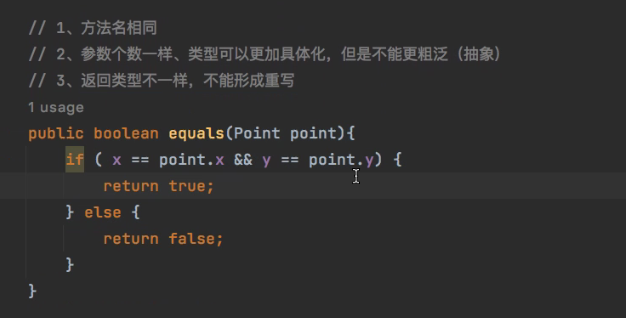 // 1、方法名相同
// 2、参数个数一样、类型可以更加具体化，但是不能更粗泛（抽象）
// 3、返回类型不一样，不能形成重写
1 usage
public boolean equals(Point point){
    if ( x == point.x && y == point.y) {
        return true;
    } else {
        return false;
    }
}